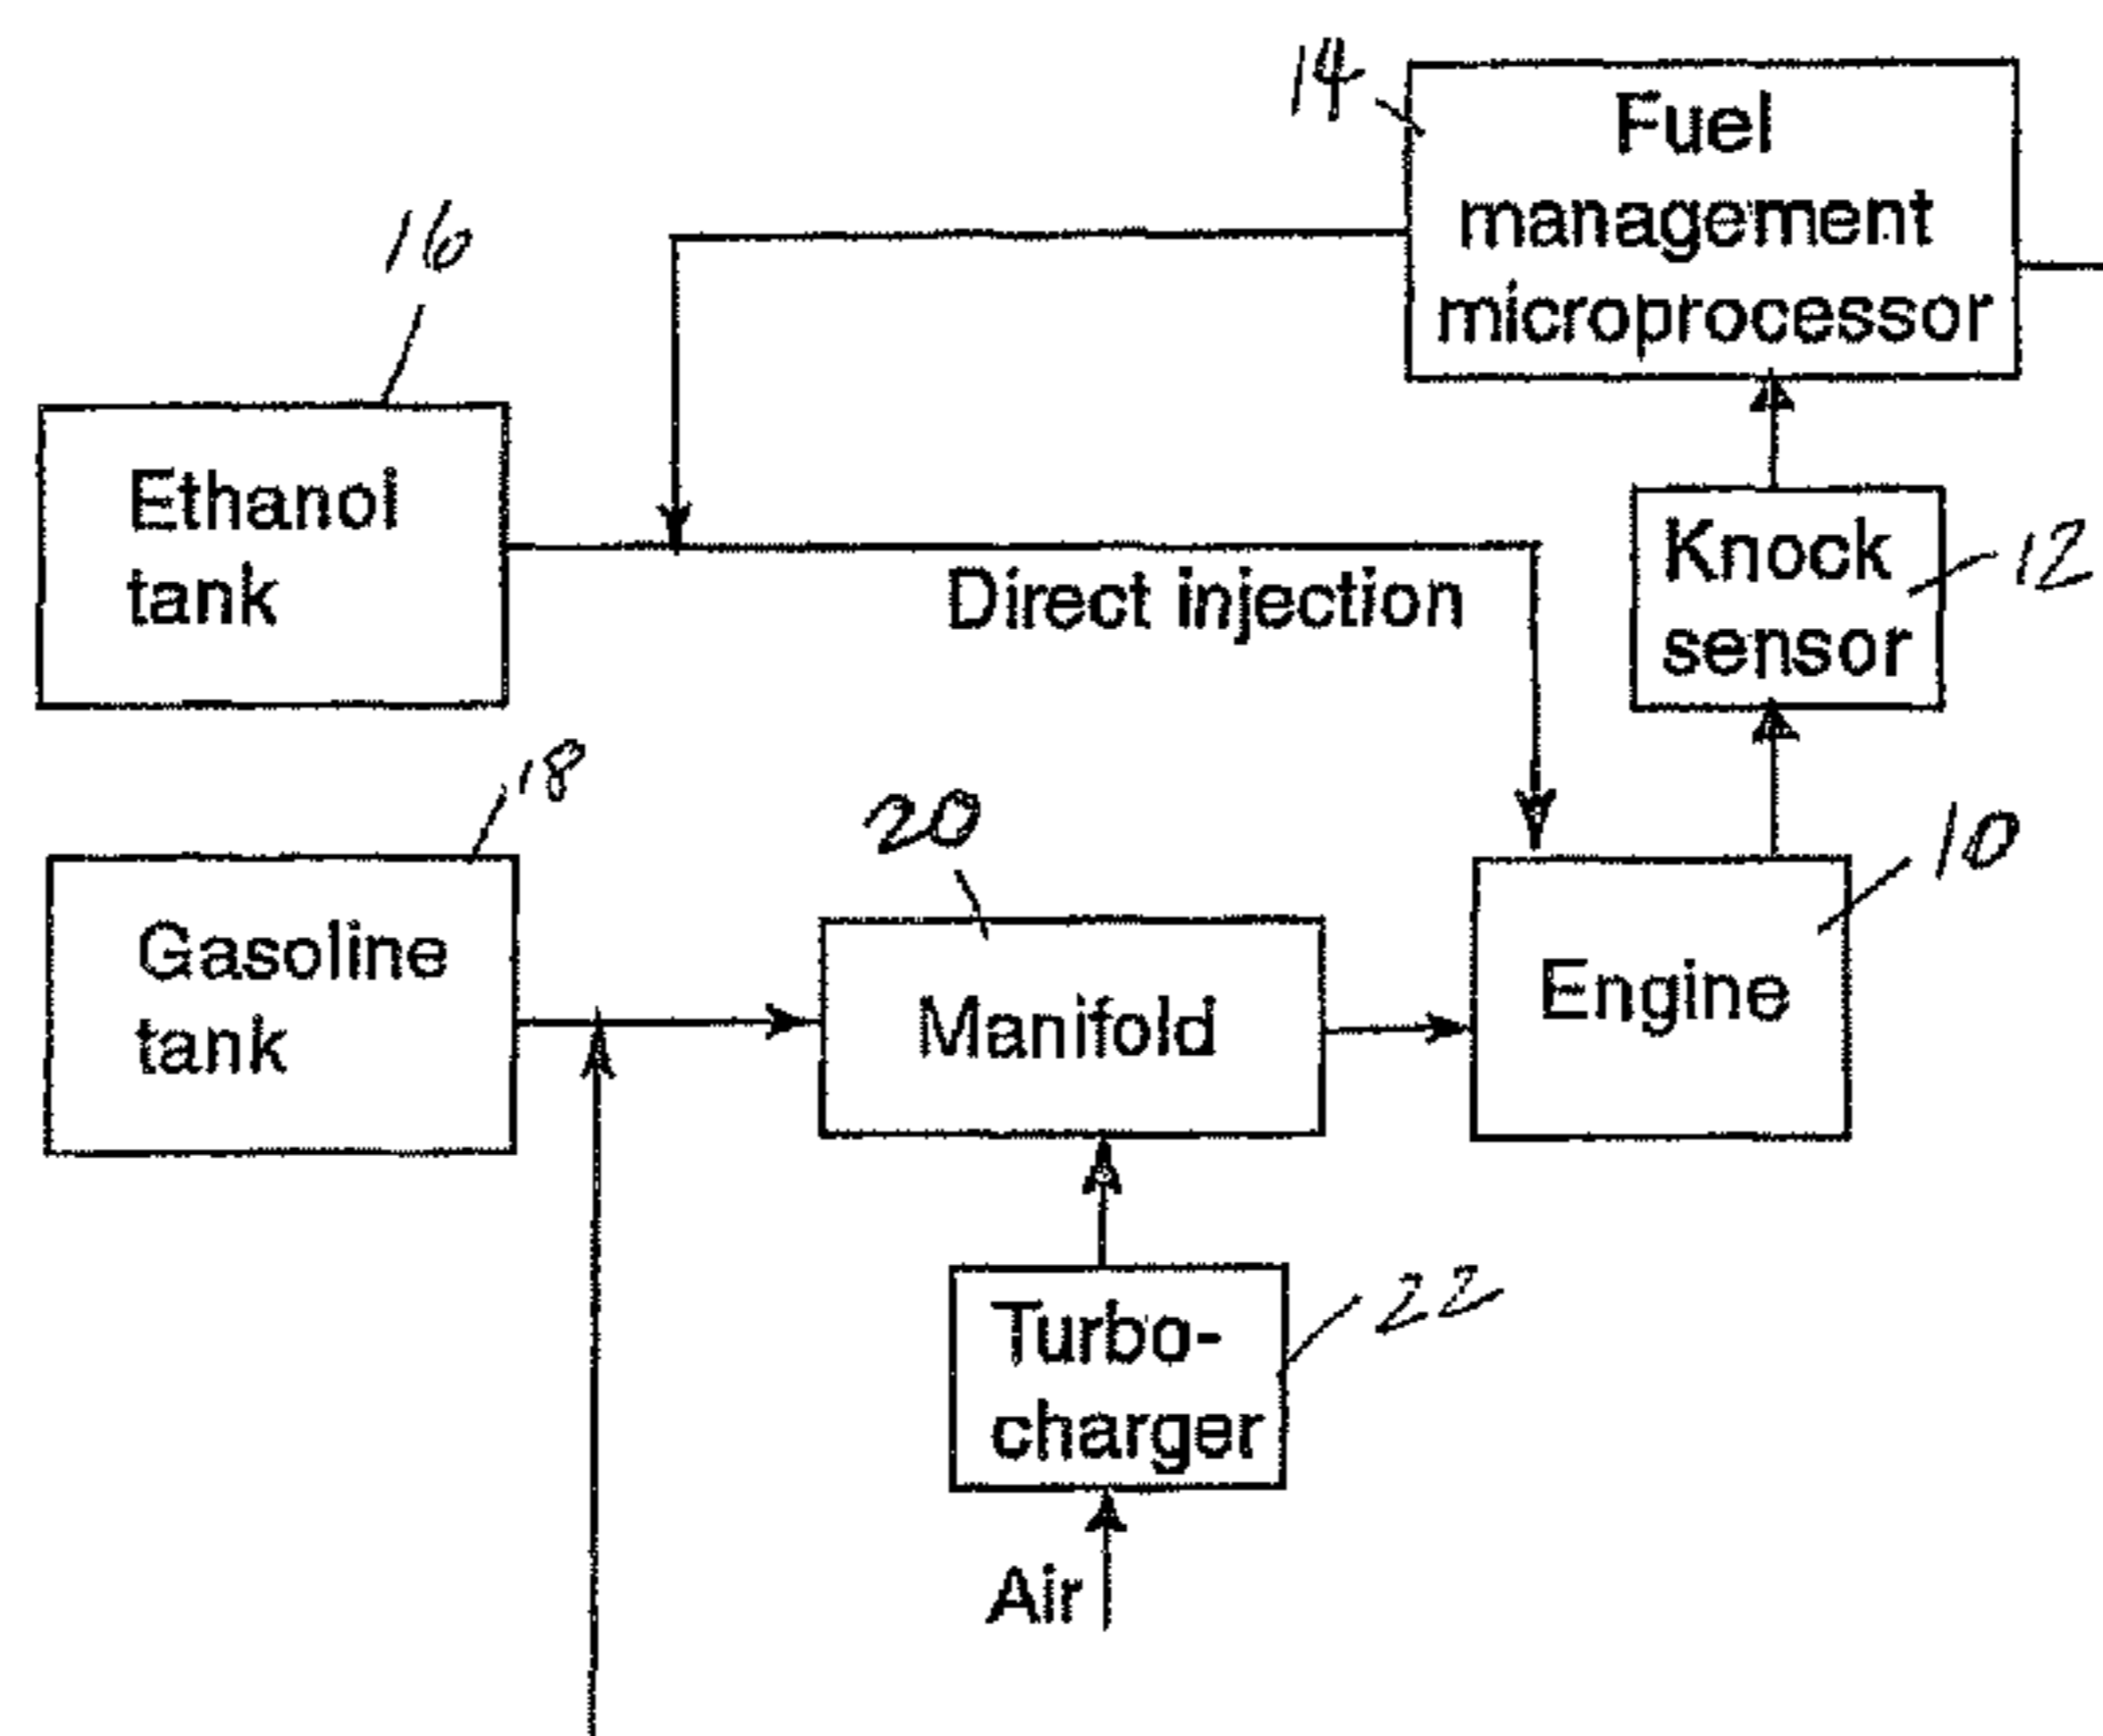 14
Fuel
management
microprocessor
16
Ethanol
tank
Direct injection
Knock
sensor
12
18
Gasoline
tank
20
Manifold
10
Engine
Turbo-
charger
22
Air